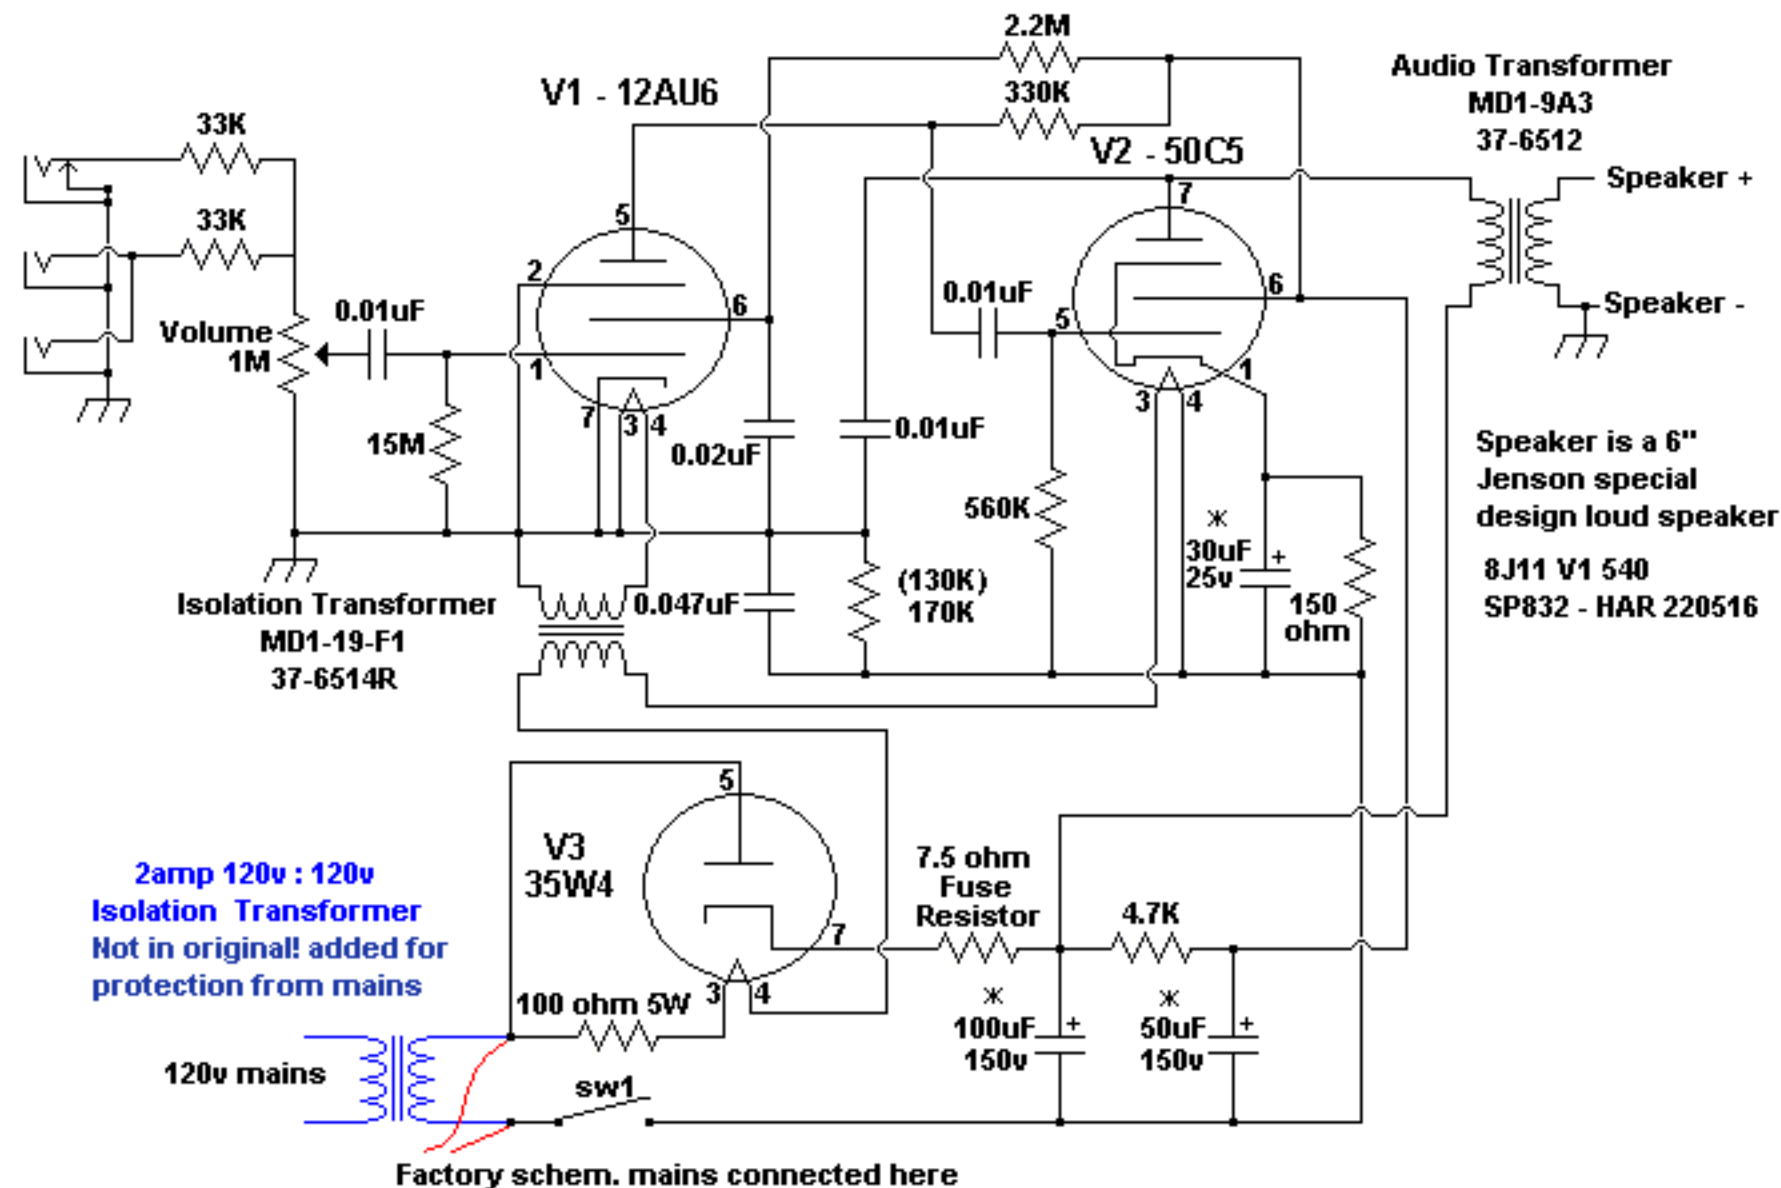 2.2M
330K
V1 - 12AU6
V2 - 50C5
Audio Transformer
MD1-9A3
37-6512
Speaker +
Speaker -
33K
33K
Volume
1M
0.01uF
15M
5
2
6
1
7
3
4
0.02uF
0.01uF
0.01uF
7
6
5
1
3
4
560K
30uF +
25v
150
ohm
(130K)
170K
0.047uF
Speaker is a 6"
Jenson special
design loud speaker
8J11 V1 540
SP832 - HAR 220516
Isolation Transformer
MD1-19-F1
37-6514R
V3
35W4
5
7
3
4
7.5 ohm
Fuse
Resistor
4.7K
100uF +
150v
50uF +
150v
2amp 120v : 120v
Isolation Transformer
Not in original! added for
protection from mains
100 ohm 5W
120v mains
sw1
Factory schem. mains connected here